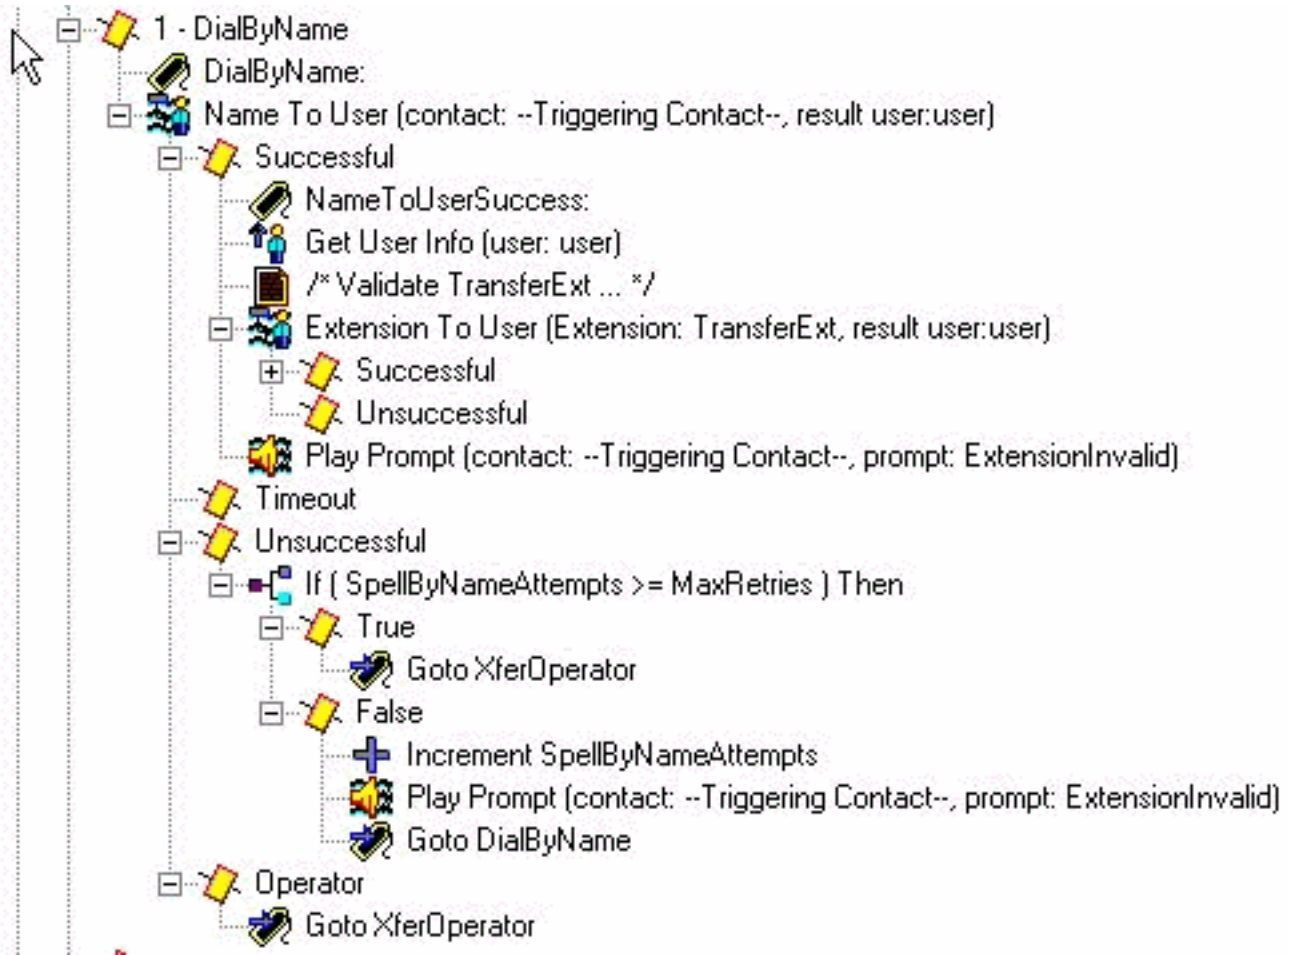 1 - DialByName
DialByName:
Name To User (contact: --Triggering Contact--, result user:user)
Successful
NameToUserSuccess:
Get User Info (user: user)
/* Validate TransferExt ... */
Extension To User (Extension: TransferExt, result user:user)
Successful
Unsuccessful
Play Prompt (contact: --Triggering Contact--, prompt: ExtensionInvalid)
Timeout
Unsuccessful
If ( SpellByNameAttempts >= MaxRetries ) Then
True
Goto XferOperator
False
Increment SpellByNameAttempts
Play Prompt (contact: --Triggering Contact--, prompt: ExtensionInvalid)
Goto DialByName
Operator
Goto XferOperator